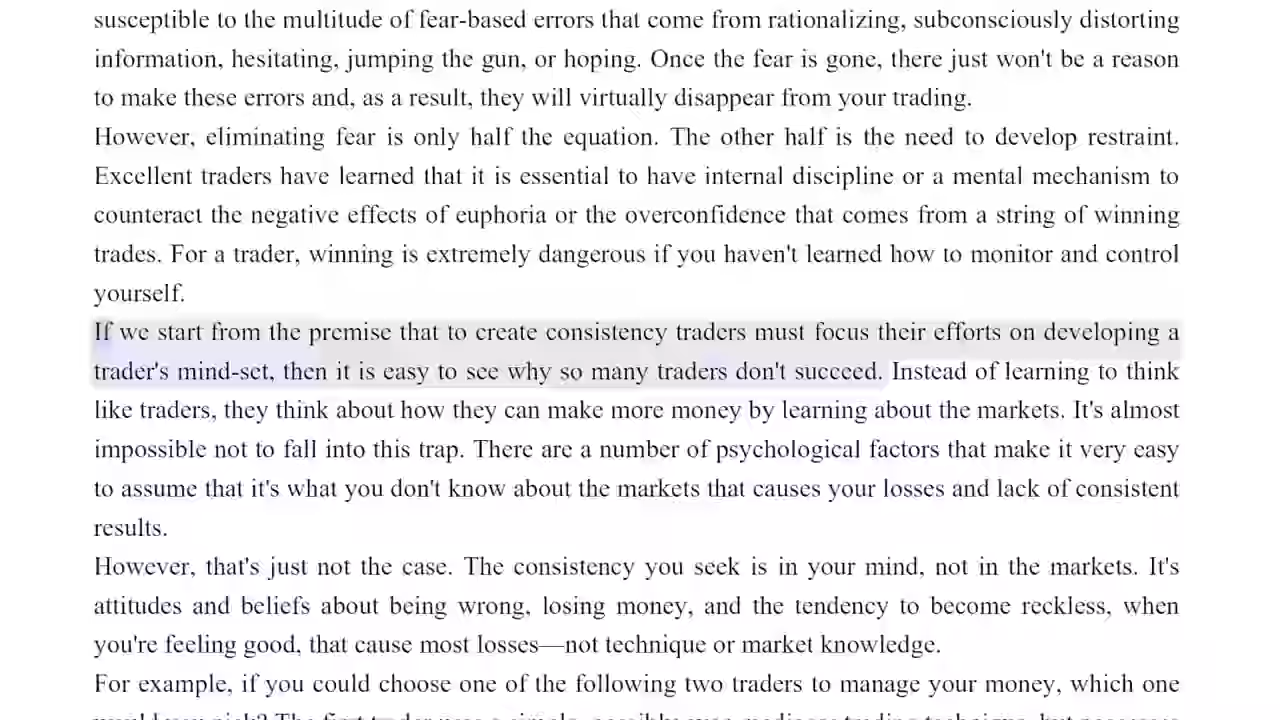 susceptible to the multitude of fear-based errors that come from rationalizing, subconsciously distorting
information, hesitating, jumping the gun, or hoping. Once the fear is gone, there just won't be a reason
to make these errors and, as a result, they will virtually disappear from your trading.
However, eliminating fear is only half the equation. The other half is the need to develop restraint.
Excellent traders have learned that it is essential to have internal discipline or a mental mechanism to
counteract the negative effects of euphoria or the overconfidence that comes from a string of winning
trades. For a trader, winning is extremely dangerous if you haven't learned how to monitor and control
yourself.
If we start from the premise that to create consistency traders must focus their efforts on developing a
trader's mind-set, then it is easy to see why so many traders don't succeed. Instead of learning to think
like traders, they think about how they can make more money by learning about the markets. It's almost
impossible not to fall into this trap. There are a number of psychological factors that make it very easy
to assume that it's what you don't know about the markets that causes your losses and lack of consistent
results.
However, that's just not the case. The consistency you seek is in your mind, not in the markets. It's
attitudes and beliefs about being wrong, losing money, and the tendency to become reckless, when
you're feeling good, that cause most losses—not technique or market knowledge.
For example, if you could choose one of the following two traders to manage your money, which one